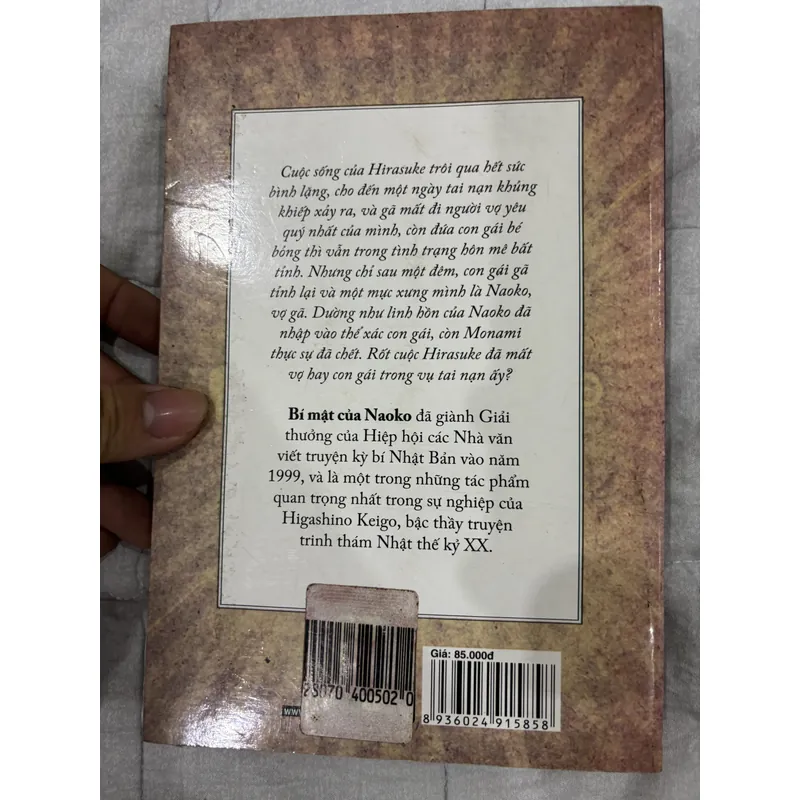 Cuộc sống của Hirasuke trôi qua hết sức
bình lặng, cho đến một ngày tai nạn khủng
khiếp xảy ra, và gã mất đi người vợ yêu
quý nhất của mình, còn đứa con gái bé
bỏng thì vẫn trong tình trạng hôn mê bất
tỉnh. Nhưng chỉ sau một đêm, con gái gã
tỉnh lại và một mực xưng mình là Naoko,
vợ gã. Dường như linh hồn của Naoko đã
nhập vào thể xác con gái, còn Monami
thực sự đã chết. Rốt cuộc Hirasuke đã mất
vợ hay con gái trong vụ tai nạn ấy?
Bí mật của Naoko đã giành Giải
thưởng của Hiệp hội các Nhà văn
viết truyện kỳ bí Nhật Bản vào năm
1999, và là một trong những tác phẩm
quan trọng nhất trong sự nghiệp của
Higashino Keigo, bậc thầy truyện
trinh thám Nhật thế kỷ XX.
Giá: 85.000đ
23070 400502 0
8 936024 915858